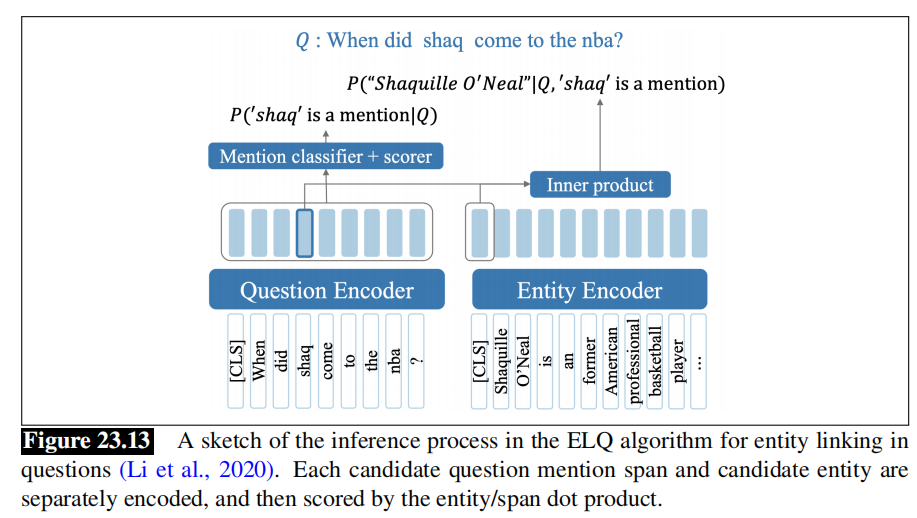 Q : When did shaq come to the nba?
P("Shaquille O'Neal"|Q,'shaq' is a mention)
P('shaq' is a mention|Q)
Mention classifier + scorer
Inner product
Question Encoder
Entity Encoder
[CLS] When did shaq come to the nba ?
[CLS] Shaquille O'Neal is an former American professional basketball player ...
Figure 23.13 A sketch of the inference process in the ELQ algorithm for entity linking in
questions (Li et al., 2020). Each candidate question mention span and candidate entity are
separately encoded, and then scored by the entity/span dot product.